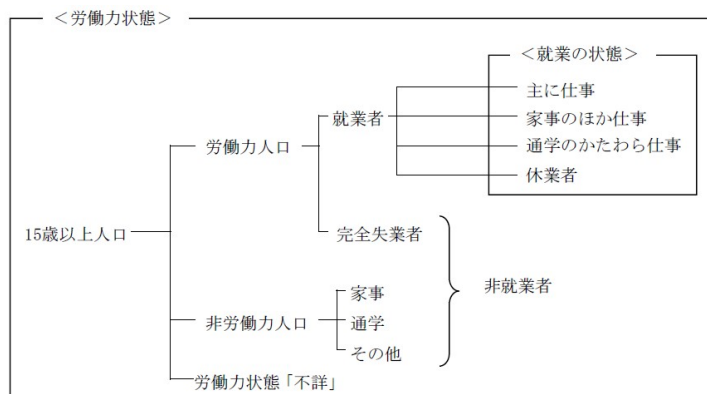 ＜労働力状態＞
＜就業の状態＞
主に仕事
就業者
家事のほか仕事
労働力人口
通学のかたわら仕事
休業者
15歳以上人口
完全失業者
非就業者
家事
非労働力人口
通学
その他
労働力状態「不詳」